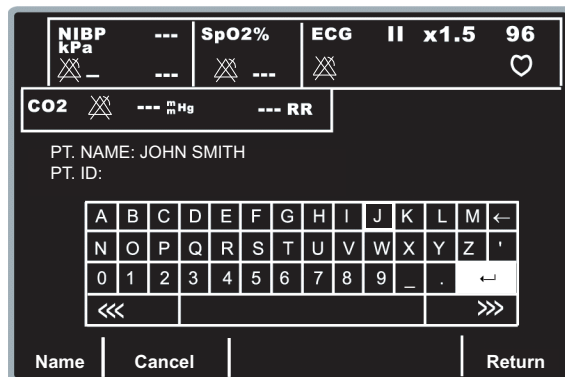 NIBP --- SpO2% ECG II x1.5 96
kPa
– --- ---
CO2 --- mmHg --- RR
PT. NAME: JOHN SMITH
PT. ID:
A B C D E F G H I J K L M ←
N O P Q R S T U V W X Y Z '
0 1 2 3 4 5 6 7 8 9 _ . ↵
<<< >>>
Name Cancel Return